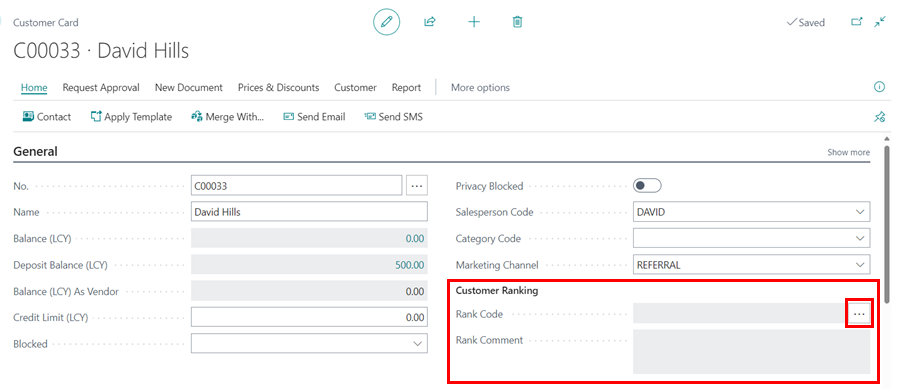 Customer Card
Saved
C00033 · David Hills
Home Request Approval New Document Prices & Discounts Customer Report More options
Contact Apply Template Merge With... Send Email Send SMS
General Show more
No. C00033 ...
Name David Hills
Balance (LCY) 0.00
Deposit Balance (LCY) 500.00
Balance (LCY) As Vendor 0.00
Credit Limit (LCY) 0.00
Blocked
Privacy Blocked
Salesperson Code DAVID
Category Code
Marketing Channel REFERRAL
Customer Ranking
Rank Code ...
Rank Comment